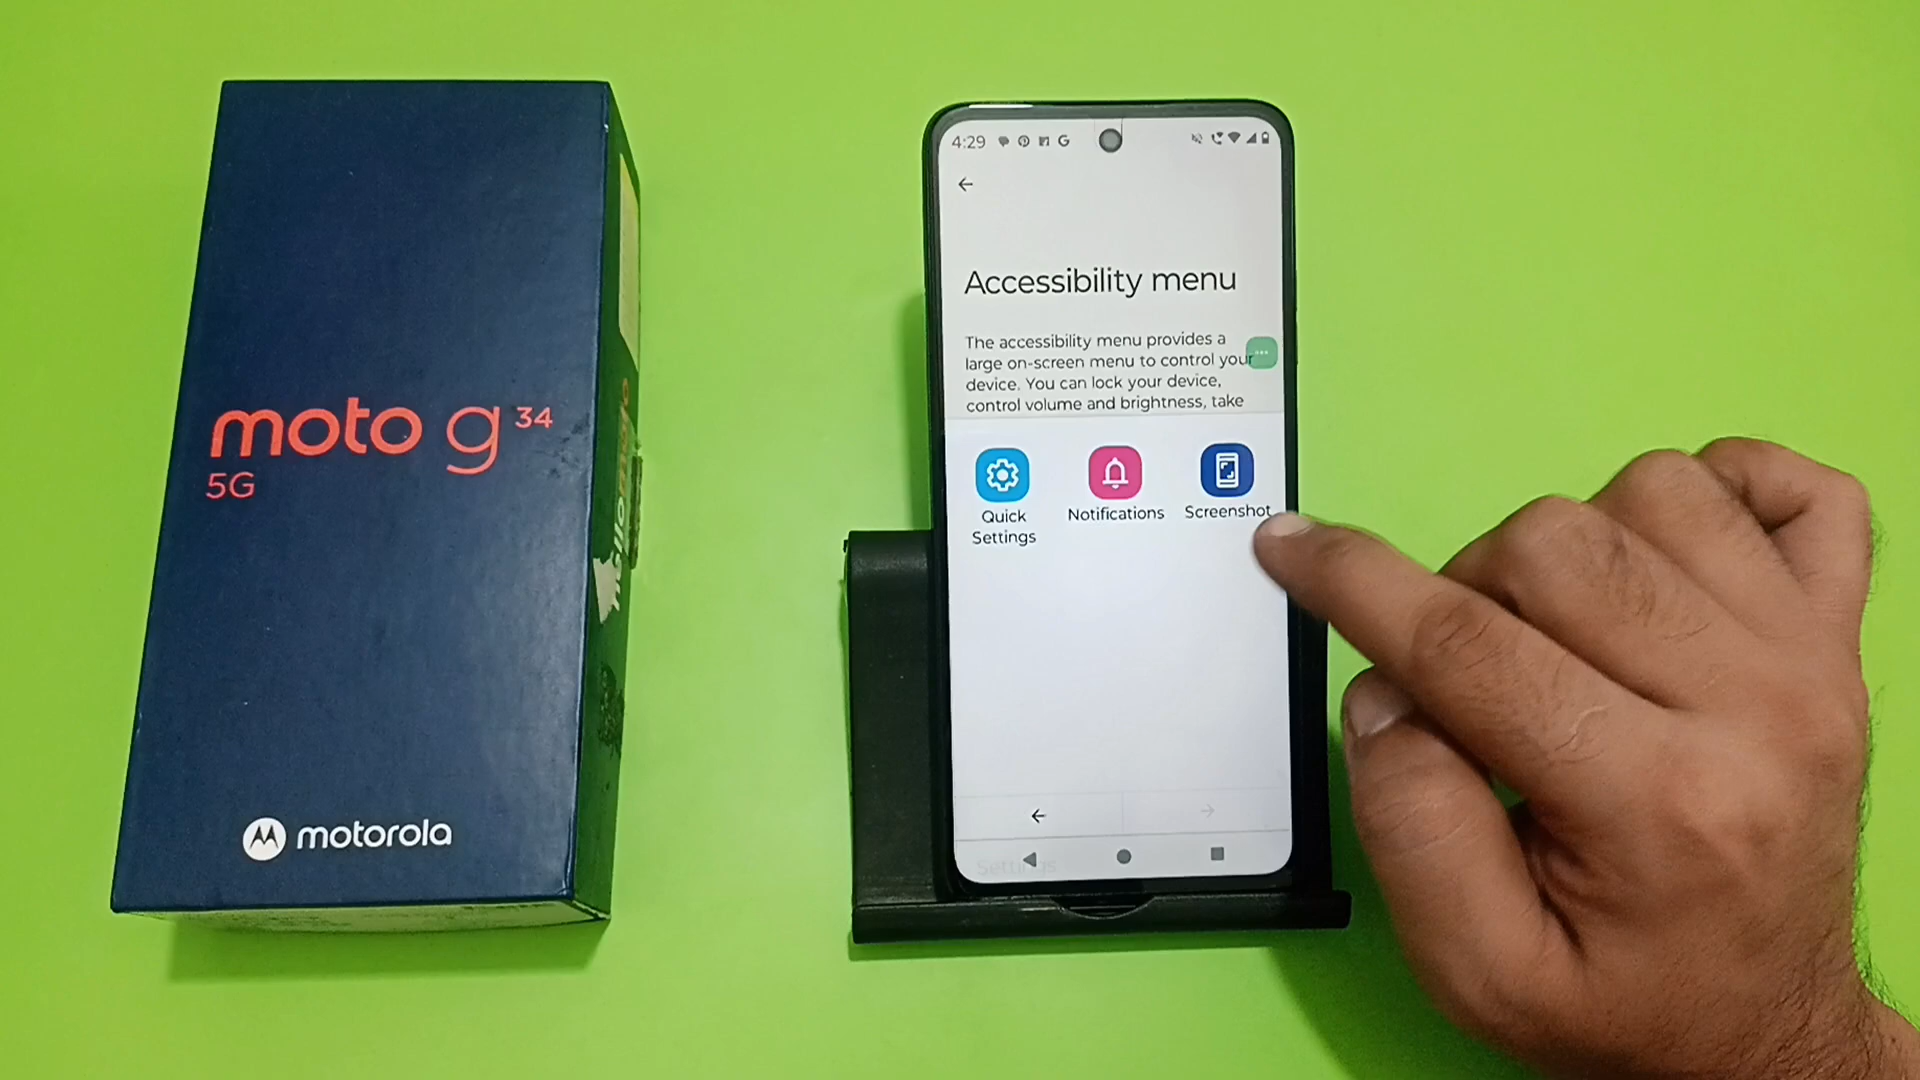 moto g 34
5G
motorola
4:29
Accessibility menu
The accessibility menu provides a
large on-screen menu to control your
device. You can lock your device,
control volume and brightness, take
Quick
Settings
Notifications
Screenshot
Settings